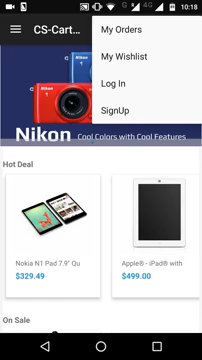 10:18
CS-Cart...
My Orders
My Wishlist
Log In
SignUp
Nikon Cool Colors with Cool Features
Hot Deal
Nokia N1 Pad 7.9" Qu
$329.49
Apple® - iPad® with
$499.00
On Sale